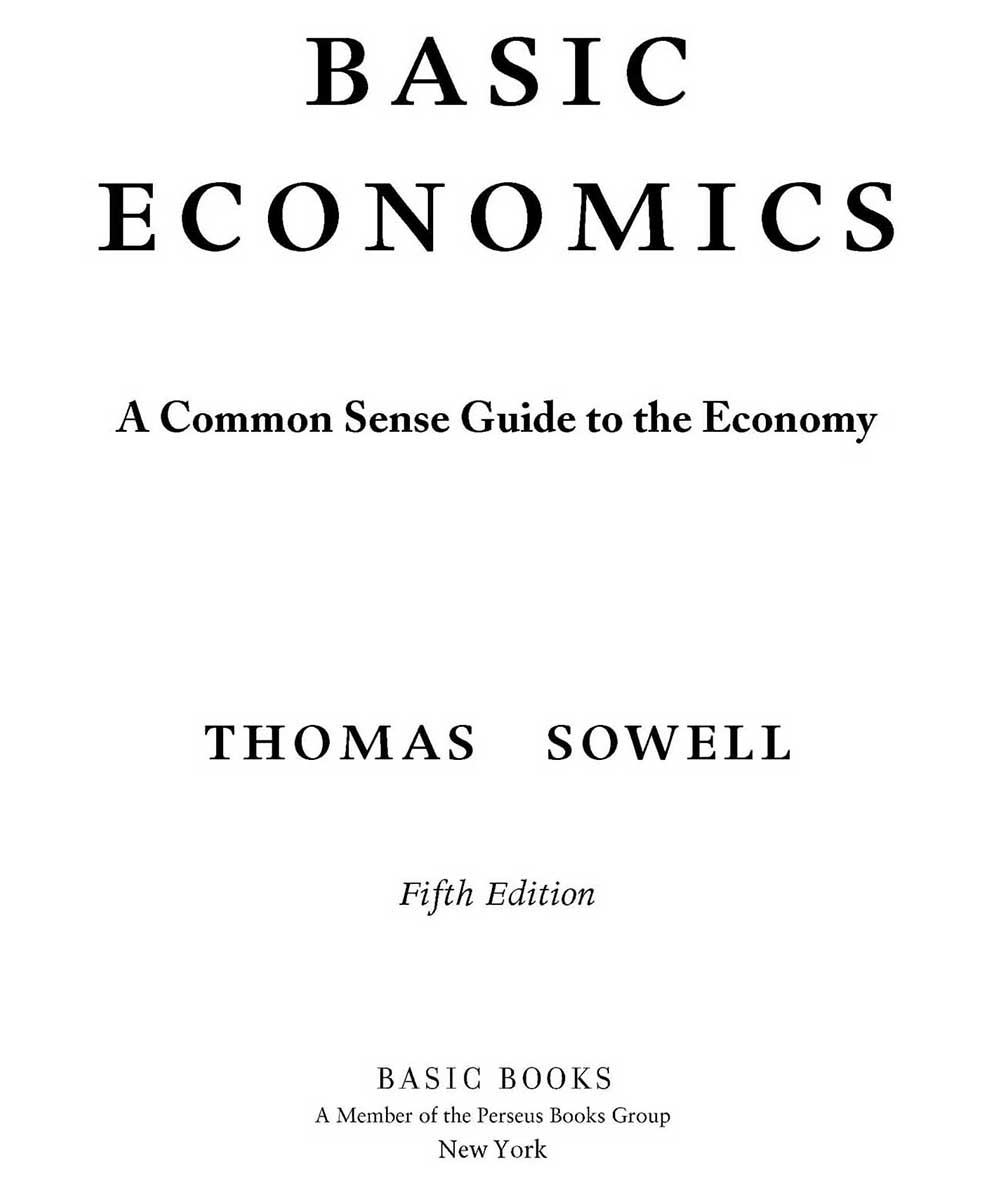 BASIC
ECONOMICS
A Common Sense Guide to the Economy
THOMAS SOWELL
Fifth Edition
BASIC BOOKS
A Member of the Perseus Books Group
New York